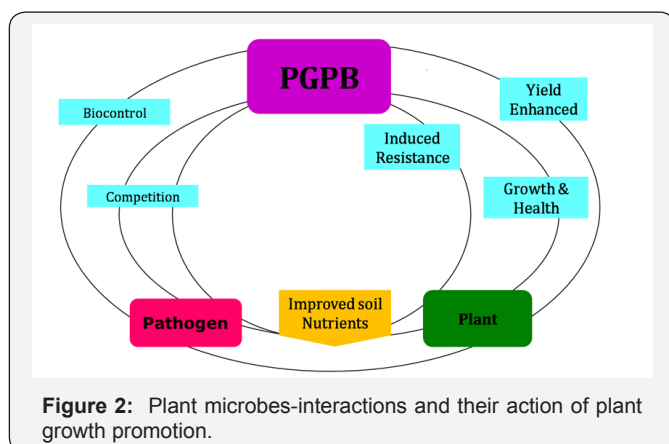 PGPB
Yield
Enhanced
Biocontrol
Induced
Resistance
Competition
Growth &
Health
Improved soil
Nutrients
Pathogen
Plant
Figure 2: Plant microbes-interactions and their action of plant
growth promotion.